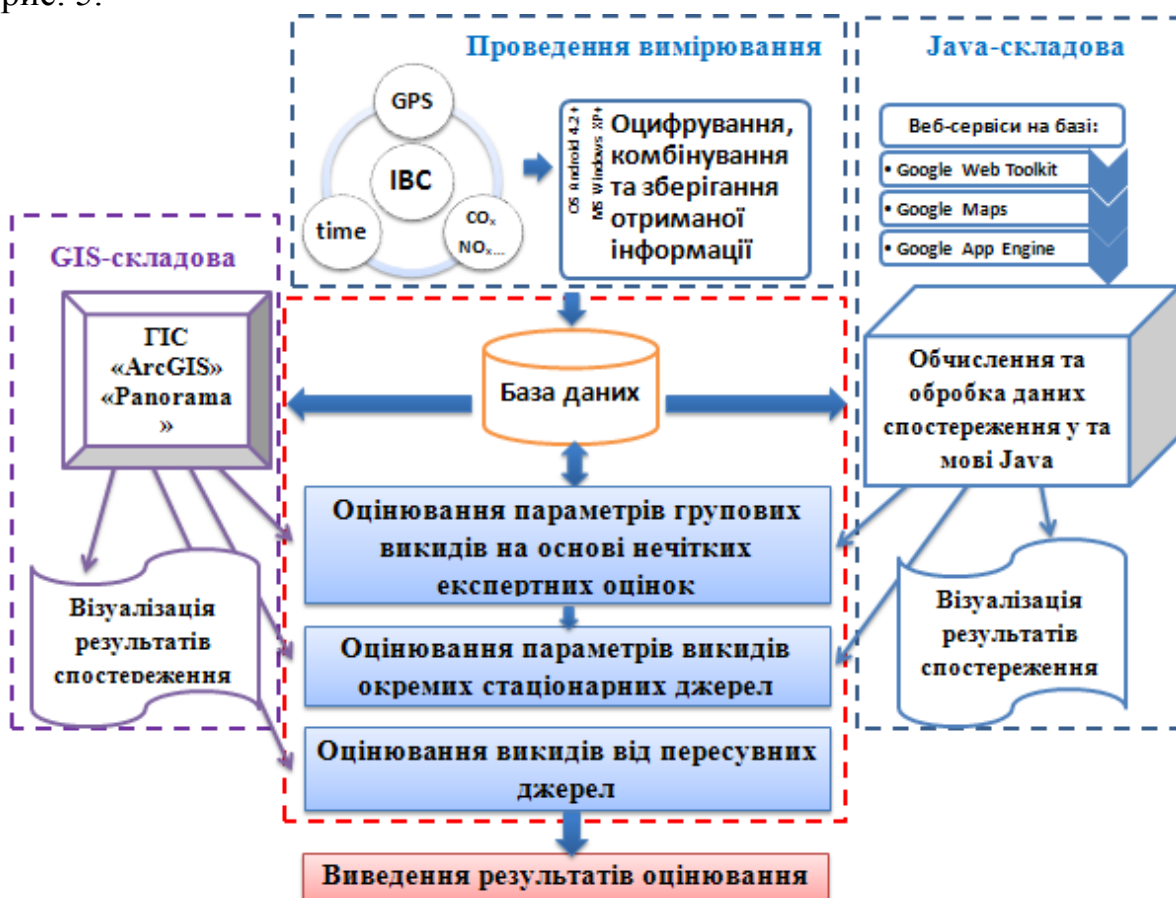 рис. 5.
Проведення вимірювання
GPS
ІВС
time
COₓ
NOₓ...
OS Android 4.2+
MS Windows XP+
Оцифрування,
комбінування
та зберігання
отриманої
інформації
Java-складова
Веб-сервіси на базі:
• Google Web Toolkit
• Google Maps
• Google App Engine
GIS-складова
ГІС
«ArcGIS»
«Panorama
»
База даних
Обчислення та
обробка даних
спостереження у та
мові Java
Оцінювання параметрів групових
викидів на основі нечітких
експертних оцінок
Візуалізація
результатів
спостереження
Оцінювання параметрів викидів
окремих стаціонарних джерел
Візуалізація
результатів
спостереження
Оцінювання викидів від пересувних
джерел
Виведення результатів оцінювання